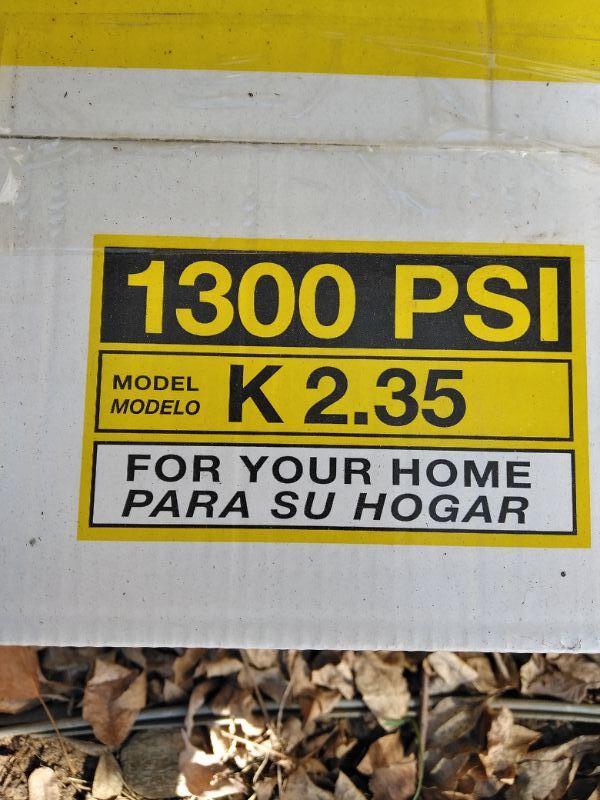 1300 PSI
MODEL
MODELO
K 2.35
FOR YOUR HOME
PARA SU HOGAR